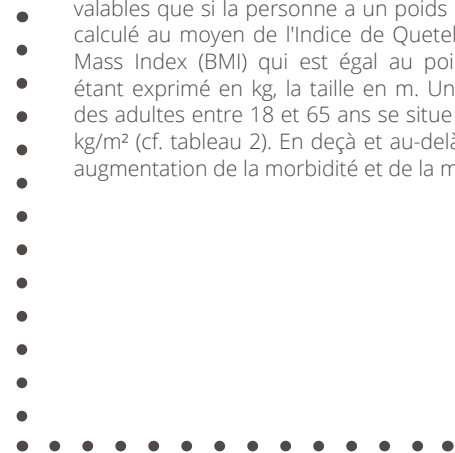 valables que si la personne a un poids
calculé au moyen de l'Indice de Quetel
Mass Index (BMI) qui est égal au poi
étant exprimé en kg, la taille en m. Un
des adultes entre 18 et 65 ans se situe
kg/m² (cf. tableau 2). En deçà et au-delà
augmentation de la morbidité et de la m